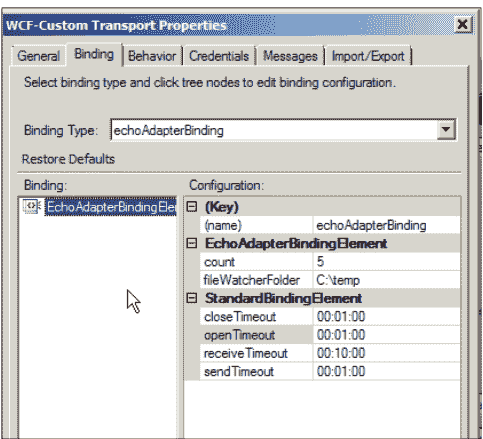 WCF-Custom Transport Properties
General Binding Behavior Credentials Messages Import/Export
Select binding type and click tree nodes to edit binding configuration.
Binding Type: echoAdapterBinding
Restore Defaults
Binding: Configuration:
EchoAdapterBindingEle (Key)
(name) echoAdapterBinding
EchoAdapterBindingElement
count 5
fileWatcherFolder C:\temp
StandardBindingElement
closeTimeout 00:01:00
openTimeout 00:01:00
receiveTimeout 00:10:00
sendTimeout 00:01:00